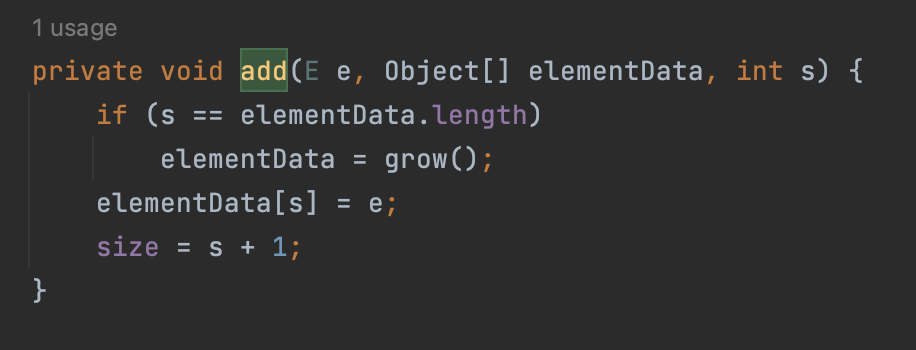 1 usage
private void add(E e, Object[] elementData, int s) {
    if (s == elementData.length)
        elementData = grow();
    elementData[s] = e;
    size = s + 1;
}